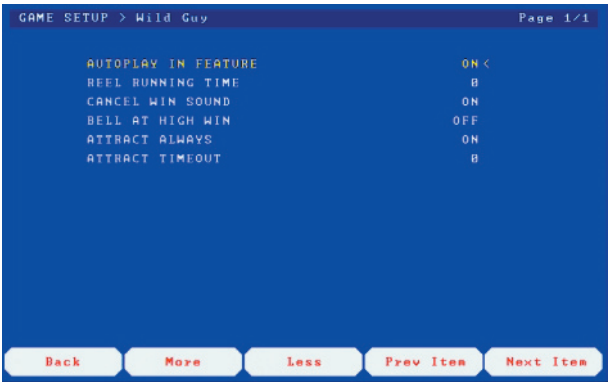 GAME SETUP > Wild Guy Page 1/1
AUTOPLAY IN FEATURE ON <
REEL RUNNING TIME 0
CANCEL WIN SOUND ON
BELL AT HIGH WIN OFF
ATTRACT ALWAYS ON
ATTRACT TIMEOUT 0
Back More Less Prev Item Next Item